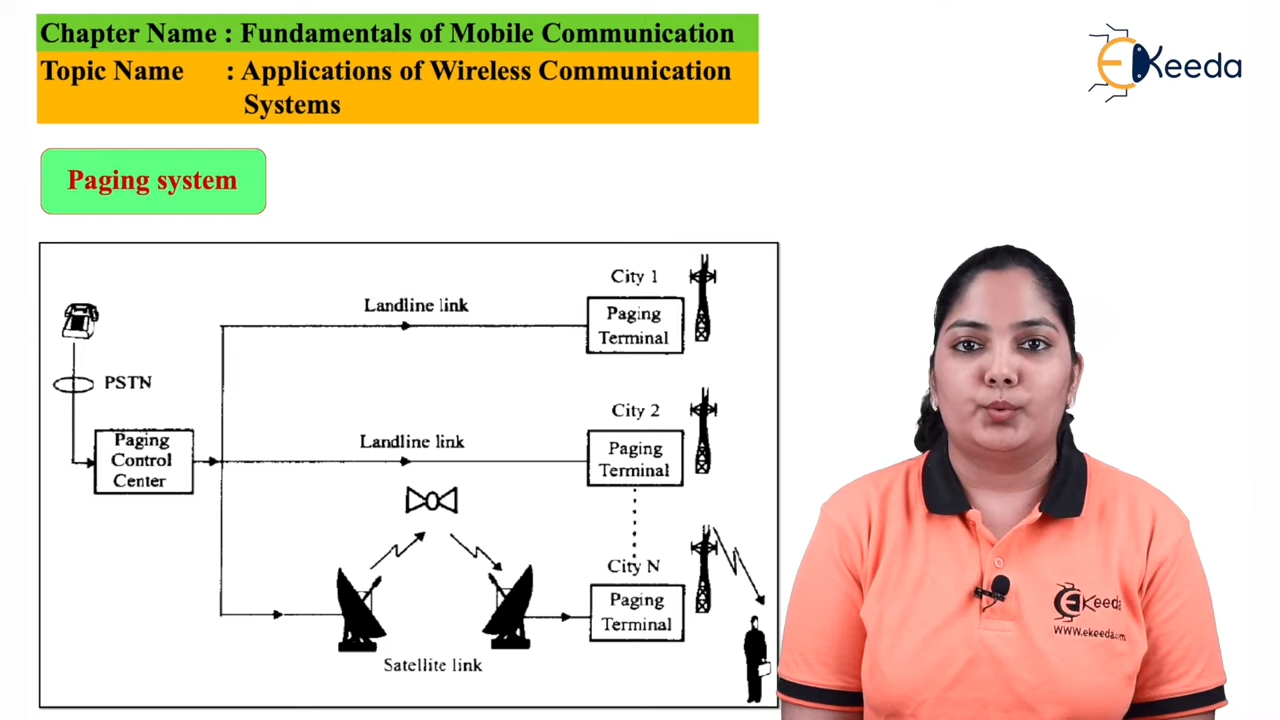 Chapter Name : Fundamentals of Mobile Communication
Topic Name : Applications of Wireless Communication
Systems
EKeeda
Paging system
City 1
Landline link
Paging
Terminal
PSTN
City 2
Paging
Control
Center
Landline link
Paging
Terminal
City N
Paging
Terminal
Satellite link
EKeeda
www.ekeeda.com